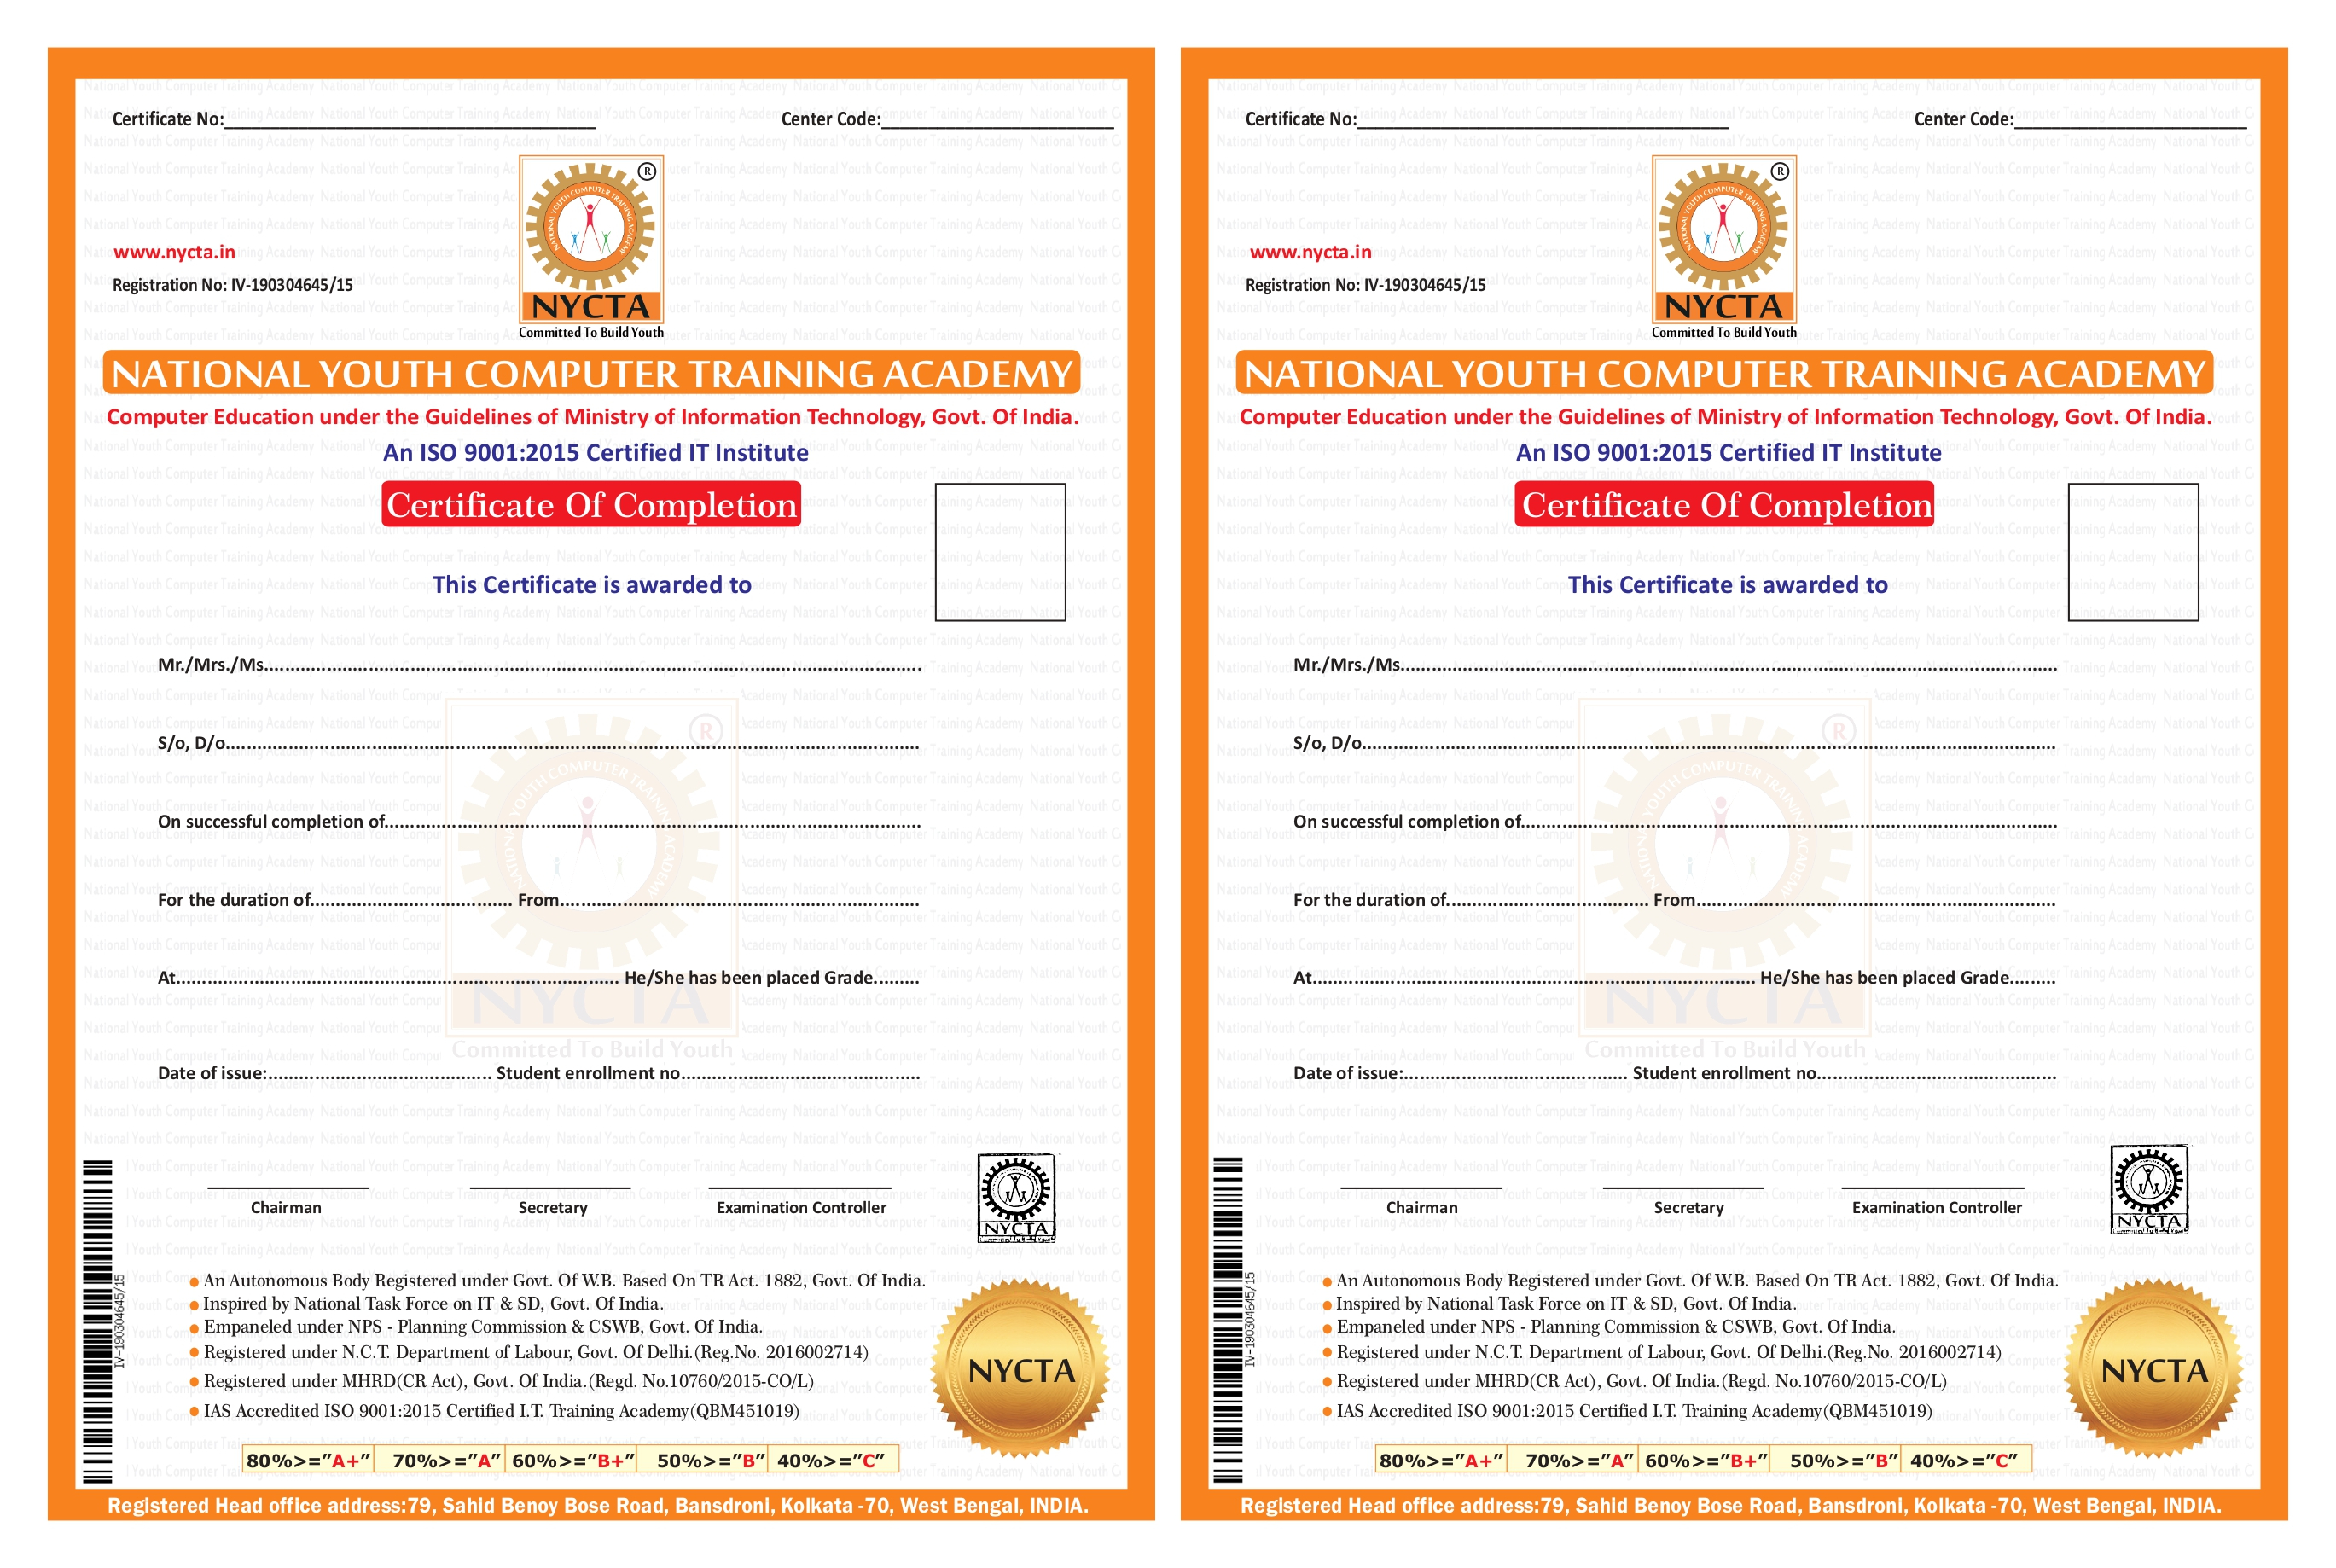 Certificate No:
Center Code:
NATIONAL YOUTH COMPUTER TRAINING ACADEMY
®
www.nycta.in
Registration No: IV-190304645/15
NYCTA
Committed To Build Youth
NATIONAL YOUTH COMPUTER TRAINING ACADEMY
Computer Education under the Guidelines of Ministry of Information Technology, Govt. Of India.
An ISO 9001:2015 Certified IT Institute
Certificate Of Completion
This Certificate is awarded to
Mr./Mrs./Ms.
S/o, D/o.
On successful completion of
For the duration of From
At He/She has been placed Grade
Date of issue: Student enrollment no.
Chairman Secretary Examination Controller
NYCTA
IV-190304645/15
An Autonomous Body Registered under Govt. Of W.B. Based On TR Act. 1882, Govt. Of India.
Inspired by National Task Force on IT & SD, Govt. Of India.
Empaneled under NPS - Planning Commission & CSWB, Govt. Of India.
Registered under N.C.T. Department of Labour, Govt. Of Delhi.(Reg.No. 2016002714)
Registered under MHRD(CR Act), Govt. Of India.(Regd. No.10760/2015-CO/L)
IAS Accredited ISO 9001:2015 Certified I.T. Training Academy(QBM451019)
NYCTA
80%>="A+" 70%>="A" 60%>="B+" 50%>="B" 40%>="C"
Registered Head office address:79, Sahid Benoy Bose Road, Bansdroni, Kolkata -70, West Bengal, INDIA.
Certificate No:
Center Code:
NATIONAL YOUTH COMPUTER TRAINING ACADEMY
®
www.nycta.in
Registration No: IV-190304645/15
NYCTA
Committed To Build Youth
NATIONAL YOUTH COMPUTER TRAINING ACADEMY
Computer Education under the Guidelines of Ministry of Information Technology, Govt. Of India.
An ISO 9001:2015 Certified IT Institute
Certificate Of Completion
This Certificate is awarded to
Mr./Mrs./Ms.
S/o, D/o.
On successful completion of
For the duration of From
At He/She has been placed Grade
Date of issue: Student enrollment no.
Chairman Secretary Examination Controller
NYCTA
IV-190304645/15
An Autonomous Body Registered under Govt. Of W.B. Based On TR Act. 1882, Govt. Of India.
Inspired by National Task Force on IT & SD, Govt. Of India.
Empaneled under NPS - Planning Commission & CSWB, Govt. Of India.
Registered under N.C.T. Department of Labour, Govt. Of Delhi.(Reg.No. 2016002714)
Registered under MHRD(CR Act), Govt. Of India.(Regd. No.10760/2015-CO/L)
IAS Accredited ISO 9001:2015 Certified I.T. Training Academy(QBM451019)
NYCTA
80%>="A+" 70%>="A" 60%>="B+" 50%>="B" 40%>="C"
Registered Head office address:79, Sahid Benoy Bose Road, Bansdroni, Kolkata -70, West Bengal, INDIA.